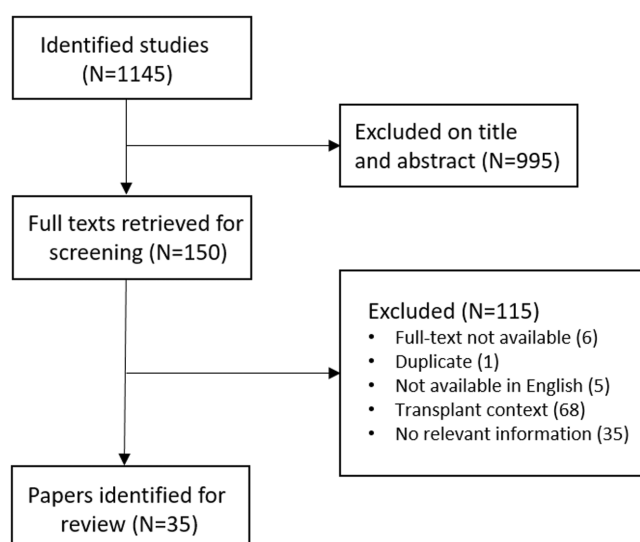 Identified studies
(N=1145)
Excluded on title
and abstract (N=995)
Full texts retrieved for
screening (N=150)
Excluded (N=115)
• Full-text not available (6)
• Duplicate (1)
• Not available in English (5)
• Transplant context (68)
• No relevant information (35)
Papers identified for
review (N=35)